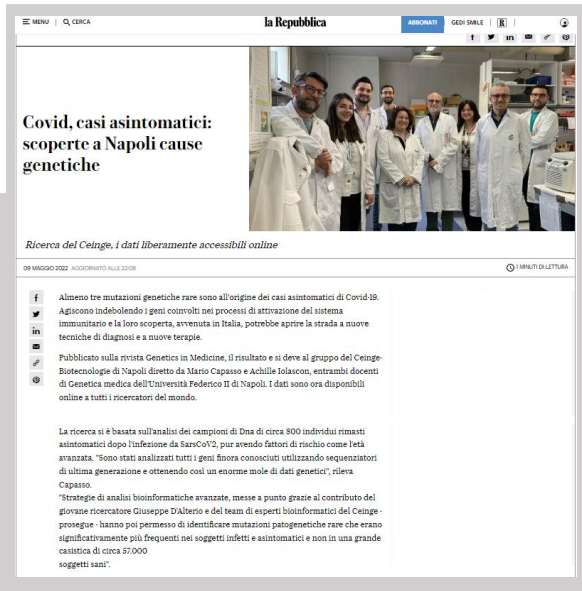 MENU | CERCA
la Repubblica
ABBONATI
GEDI SMILE | R |
Covid, casi asintomatici:
scoperte a Napoli cause
genetiche
Ricerca del Ceinge, i dati liberamente accessibili online
09 MAGGIO 2022 AGGIORNATO ALLE 22:08
1 MINUTI DI LETTURA
Almeno tre mutazioni genetiche rare sono all'origine dei casi asintomatici di Covid-19.
Agiscono indebolendo i geni coinvolti nei processi di attivazione del sistema
immunitario e la loro scoperta, avvenuta in Italia, potrebbe aprire la strada a nuove
tecniche di diagnosi e a nuove terapie.
Pubblicato sulla rivista Genetics in Medicine, il risultato e si deve al gruppo del Ceinge-
Biotecnologie di Napoli diretto da Mario Capasso e Achille Iolascon, entrambi docenti
di Genetica medica dell'Università Federico II di Napoli. I dati sono ora disponibili
online a tutti i ricercatori del mondo.
La ricerca si è basata sull'analisi dei campioni di Dna di circa 800 individui rimasti
asintomatici dopo l'infezione da SarsCoV2, pur avendo fattori di rischio come l'età
avanzata. "Sono stati analizzati tutti i geni finora conosciuti utilizzando sequenziatori
di ultima generazione e ottenendo così un enorme mole di dati genetici", rileva
Capasso.
"Strategie di analisi bioinformatiche avanzate, messe a punto grazie al contributo del
giovane ricercatore Giuseppe D'Alterio e del team di esperti bioinformatici del Ceinge -
prosegue - hanno poi permesso di identificare mutazioni patogenetiche rare che erano
significativamente più frequenti nei soggetti infetti e asintomatici e non in una grande
casistica di circa 57.000
soggetti sani".